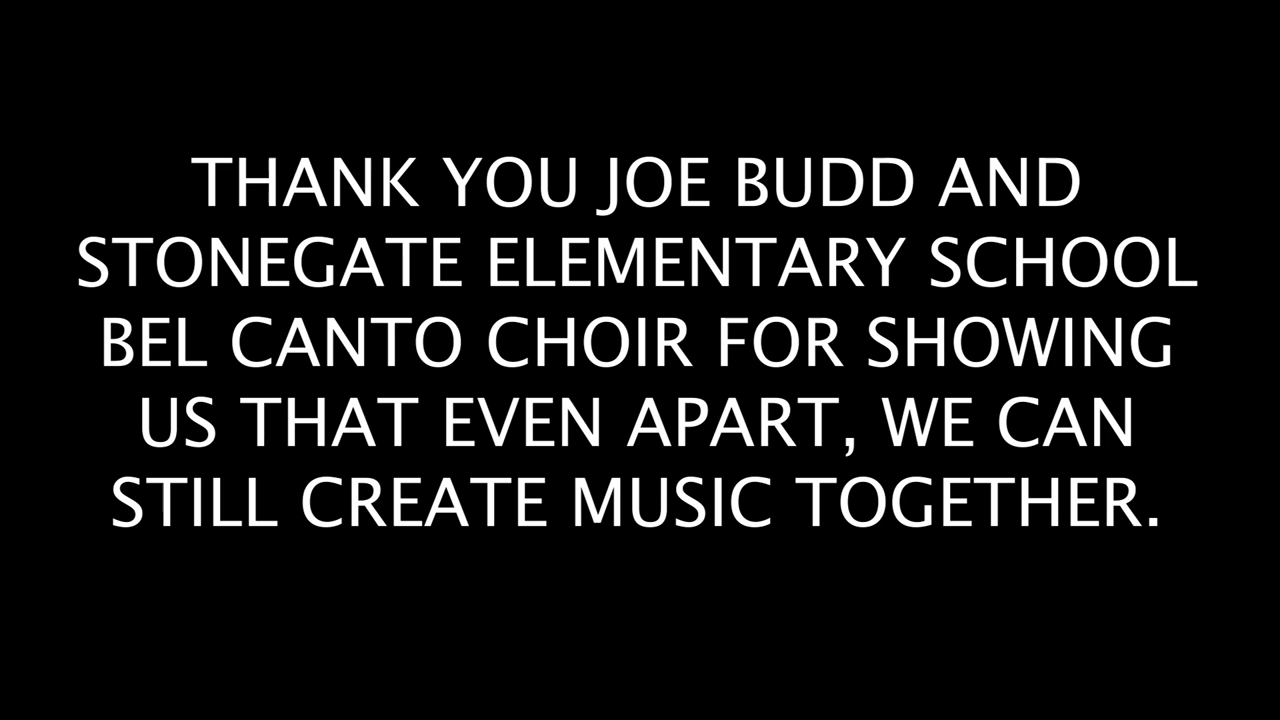 THANK YOU JOE BUDD AND
STONEGATE ELEMENTARY SCHOOL
BEL CANTO CHOIR FOR SHOWING
US THAT EVEN APART, WE CAN
STILL CREATE MUSIC TOGETHER.